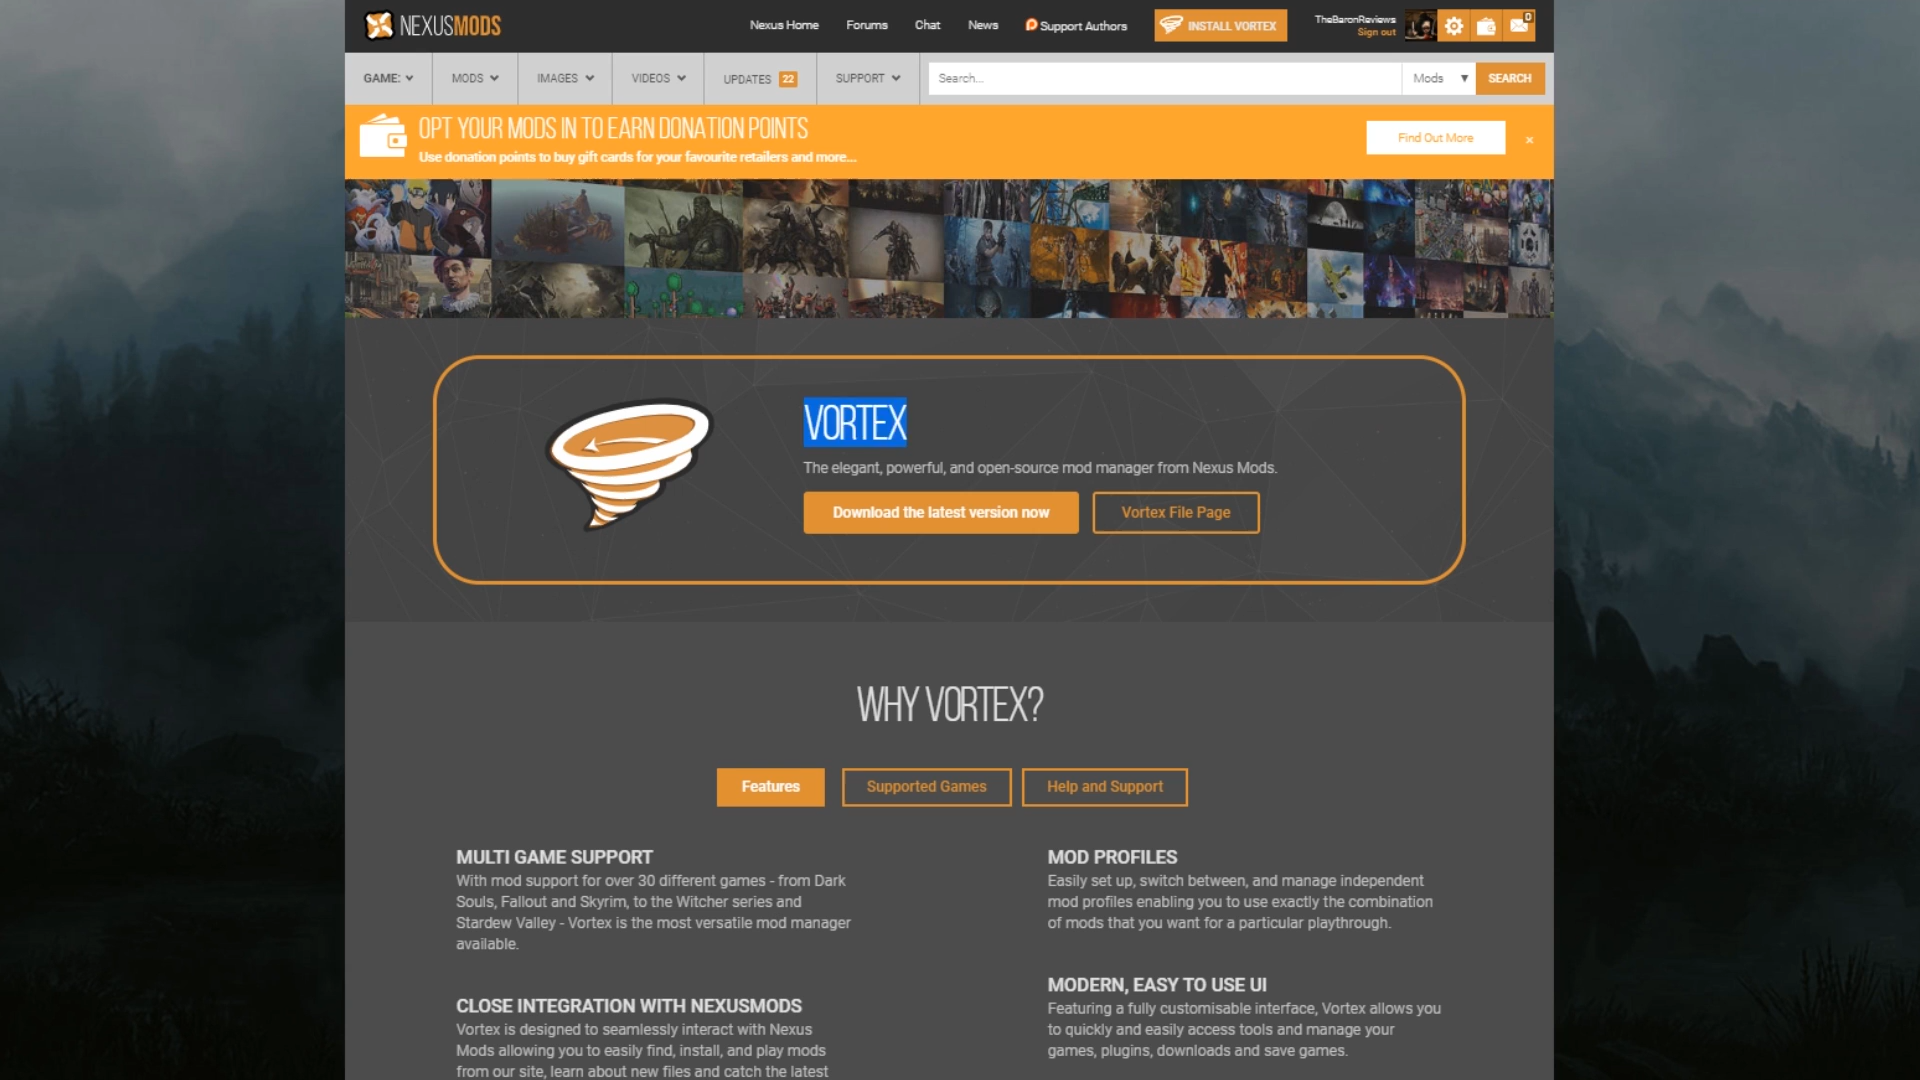 NEXUSMODS
Nexus Home Forums Chat News Support Authors INSTALL VORTEX TheBaronReviews 0
Sign out
GAME: MODS IMAGES VIDEOS UPDATES 22 SUPPORT Search... Mods SEARCH
OPT YOUR MODS IN TO EARN DONATION POINTS
Use donation points to buy gift cards for your favourite retailers and more...
Find Out More ×
VORTEX
The elegant, powerful, and open-source mod manager from Nexus Mods.
Download the latest version now Vortex File Page
WHY VORTEX?
Features Supported Games Help and Support
MULTI GAME SUPPORT
With mod support for over 30 different games - from Dark
Souls, Fallout and Skyrim, to the Witcher series and
Stardew Valley - Vortex is the most versatile mod manager
available.
CLOSE INTEGRATION WITH NEXUSMODS
Vortex is designed to seamlessly interact with Nexus
Mods allowing you to easily find, install, and play mods
from our site, learn about new files and catch the latest
MOD PROFILES
Easily set up, switch between, and manage independent
mod profiles enabling you to use exactly the combination
of mods that you want for a particular playthrough.
MODERN, EASY TO USE UI
Featuring a fully customisable interface, Vortex allows you
to quickly and easily access tools and manage your
games, plugins, downloads and save games.